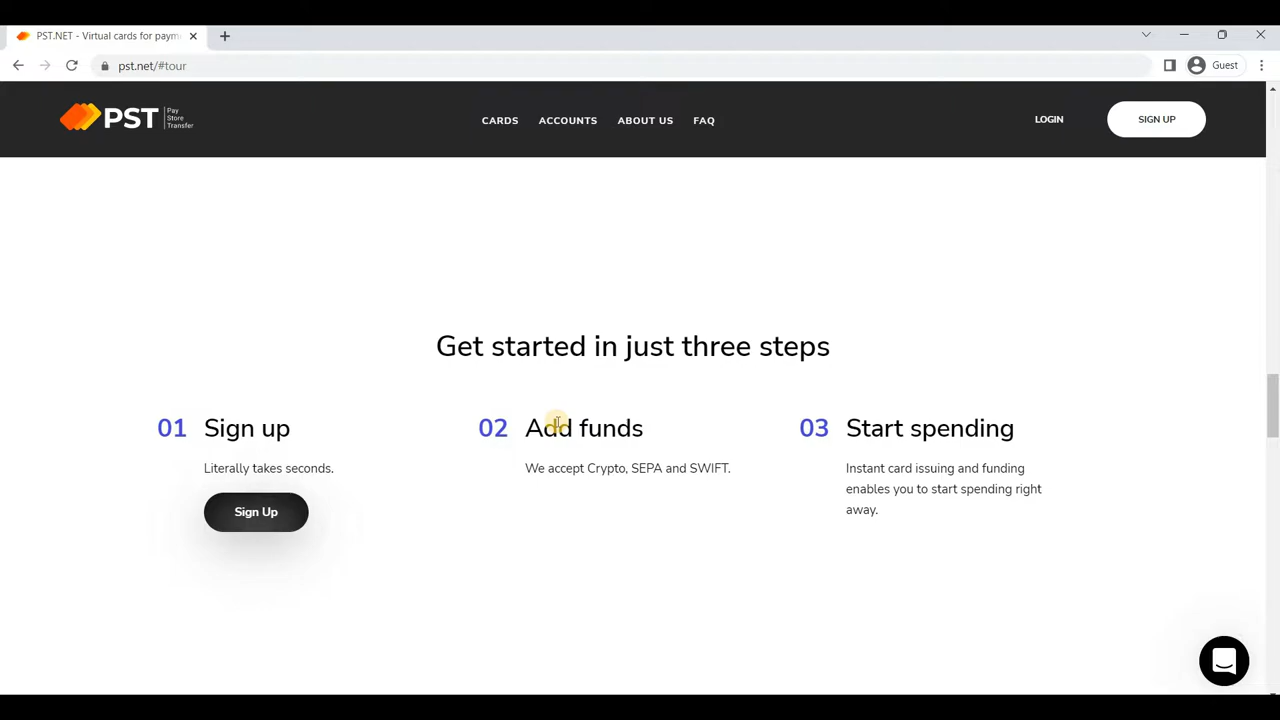 PST.NET - Virtual cards for paym
pst.net/#tour
Guest
PST
Pay
Store
Transfer
CARDS
ACCOUNTS
ABOUT US
FAQ
LOGIN
SIGN UP
Get started in just three steps
01 Sign up
Literally takes seconds.
Sign Up
02 Add funds
We accept Crypto, SEPA and SWIFT.
03 Start spending
Instant card issuing and funding
enables you to start spending right
away.